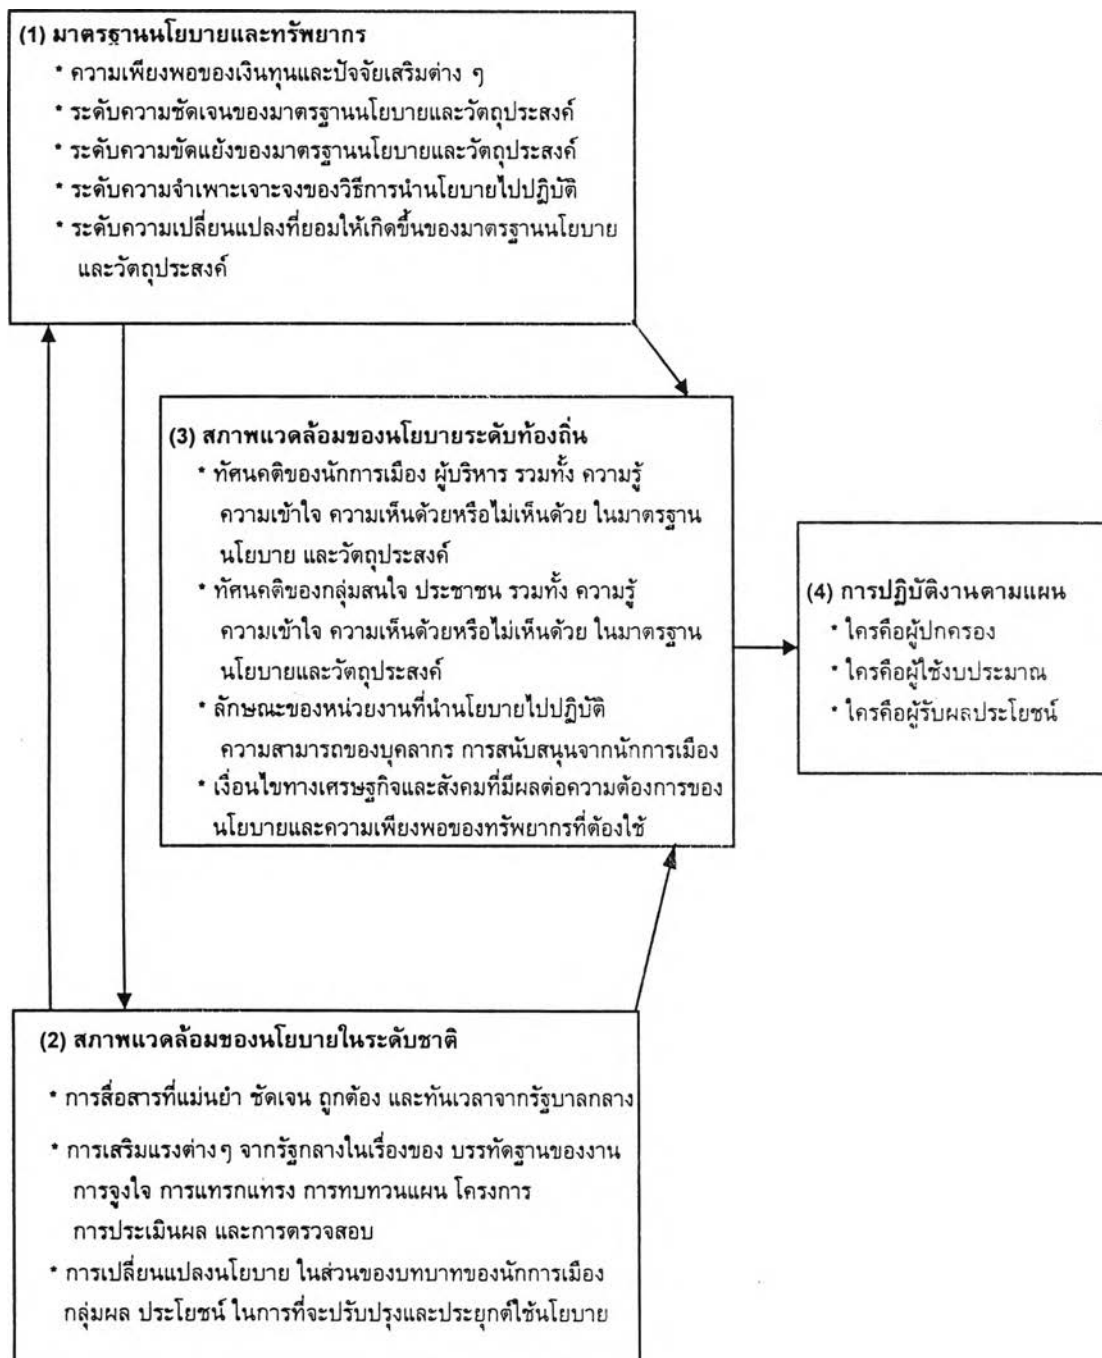 (1) มาตรฐานนโยบายและทรัพยากร
* ความเพียงพอของเงินทุนและปัจจัยเสริมต่าง ๆ
* ระดับความชัดเจนของมาตรฐานนโยบายและวัตถุประสงค์
* ระดับความขัดแย้งของมาตรฐานนโยบายและวัตถุประสงค์
* ระดับความจำเพาะเจาะจงของวิธีการนำนโยบายไปปฏิบัติ
* ระดับความเปลี่ยนแปลงที่ยอมให้เกิดขึ้นของมาตรฐานนโยบาย
และวัตถุประสงค์
(3) สภาพแวดล้อมของนโยบายระดับท้องถิ่น
* ทัศนคติของนักการเมือง ผู้บริหาร รวมทั้ง ความรู้
ความเข้าใจ ความเห็นด้วยหรือไม่เห็นด้วย ในมาตรฐาน
นโยบาย และวัตถุประสงค์
* ทัศนคติของกลุ่มสนใจ ประชาชน รวมทั้ง ความรู้
ความเข้าใจ ความเห็นด้วยหรือไม่เห็นด้วย ในมาตรฐาน
นโยบายและวัตถุประสงค์
* ลักษณะของหน่วยงานที่นำนโยบายไปปฏิบัติ
ความสามารถของบุคลากร การสนับสนุนจากนักการเมือง
* เงื่อนไขทางเศรษฐกิจและสังคมที่มีผลต่อความต้องการของ
นโยบายและความเพียงพอของทรัพยากรที่ต้องใช้
(4) การปฏิบัติงานตามแผน
* ใครคือผู้ปกครอง
* ใครคือผู้ใช้งบประมาณ
* ใครคือผู้รับผลประโยชน์
(2) สภาพแวดล้อมของนโยบายในระดับชาติ
* การสื่อสารที่แม่นยำ ชัดเจน ถูกต้อง และทันเวลาจากรัฐบาลกลาง
* การเสริมแรงต่างๆ จากรัฐกลางในเรื่องของ บรรทัดฐานของงาน
การจูงใจ การแทรกแทรง การทบทวนแผน โครงการ
การประเมินผล และการตรวจสอบ
* การเปลี่ยนแปลงนโยบาย ในส่วนของบทบาทของนักการเมือง
กลุ่มผล ประโยชน์ ในการที่จะปรับปรุงและประยุกต์ใช้นโยบาย